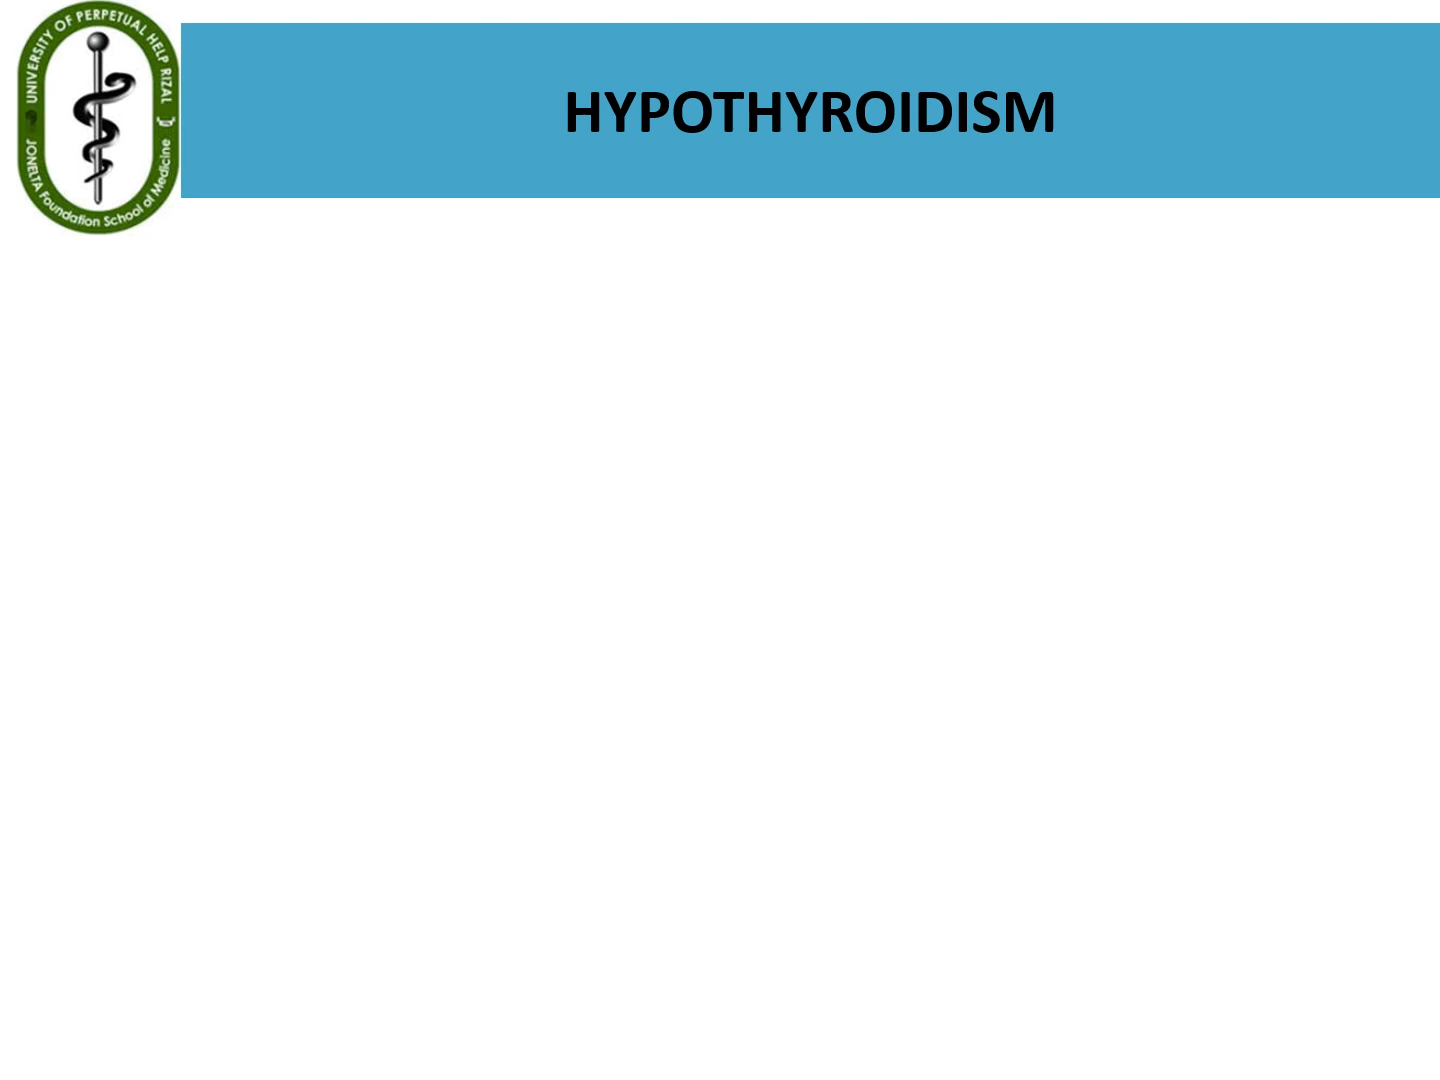 UNIVERSITY OF PERPETUAL HELP RIZAL
JONELTA Foundation School of Medicine
HYPOTHYROIDISM